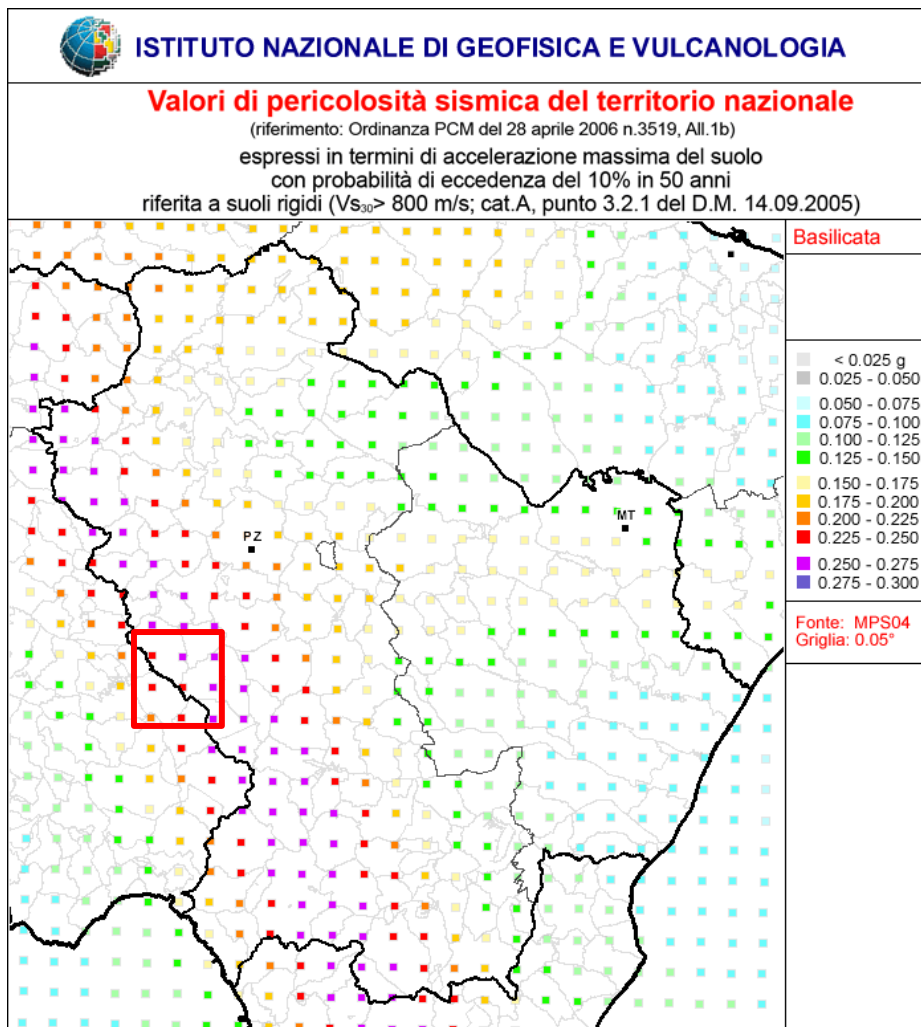 ISTITUTO NAZIONALE DI GEOFISICA E VULCANOLOGIA
Valori di pericolosità sismica del territorio nazionale
(riferimento: Ordinanza PCM del 28 aprile 2006 n.3519, All.1b)
espressi in termini di accelerazione massima del suolo
con probabilità di eccedenza del 10% in 50 anni
riferita a suoli rigidi (Vs30> 800 m/s; cat.A, punto 3.2.1 del D.M. 14.09.2005)
Basilicata
< 0.025 g
0.025 - 0.050
0.050 - 0.075
0.075 - 0.100
0.100 - 0.125
0.125 - 0.150
0.150 - 0.175
0.175 - 0.200
0.200 - 0.225
0.225 - 0.250
0.250 - 0.275
0.275 - 0.300
Fonte: MPS04
Griglia: 0.05°
MT
PZ